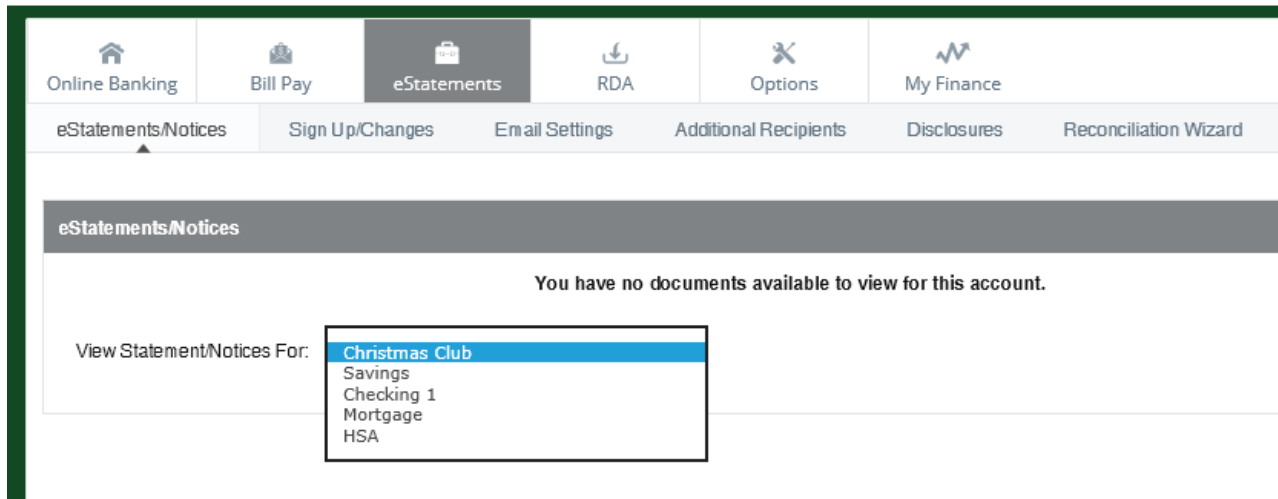 Online Banking Bill Pay eStatements RDA Options My Finance
eStatements/Notices Sign Up/Changes Email Settings Additional Recipients Disclosures Reconciliation Wizard
eStatements/Notices
You have no documents available to view for this account.
View Statement/Notices For:
Christmas Club
Savings
Checking 1
Mortgage
HSA